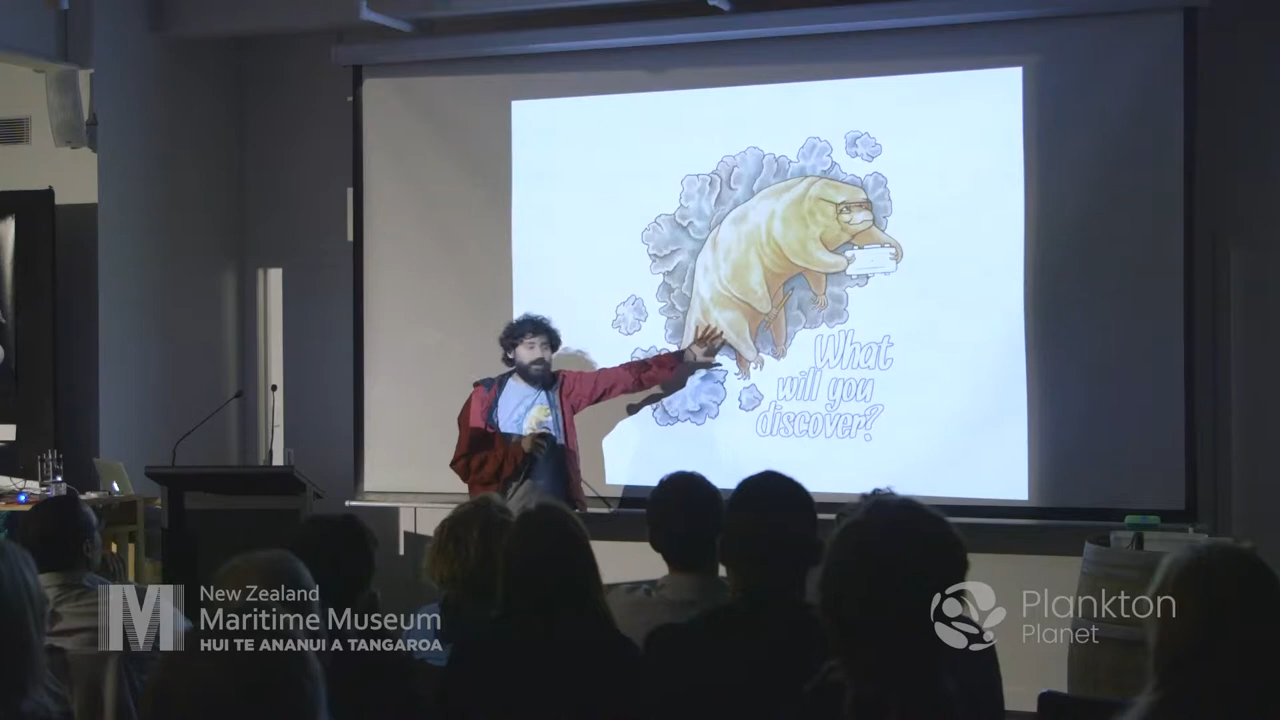 What
will you
discover?
New Zealand
Maritime Museum
HUI TE ANANUI A TANGAROA
Plankton
Planet